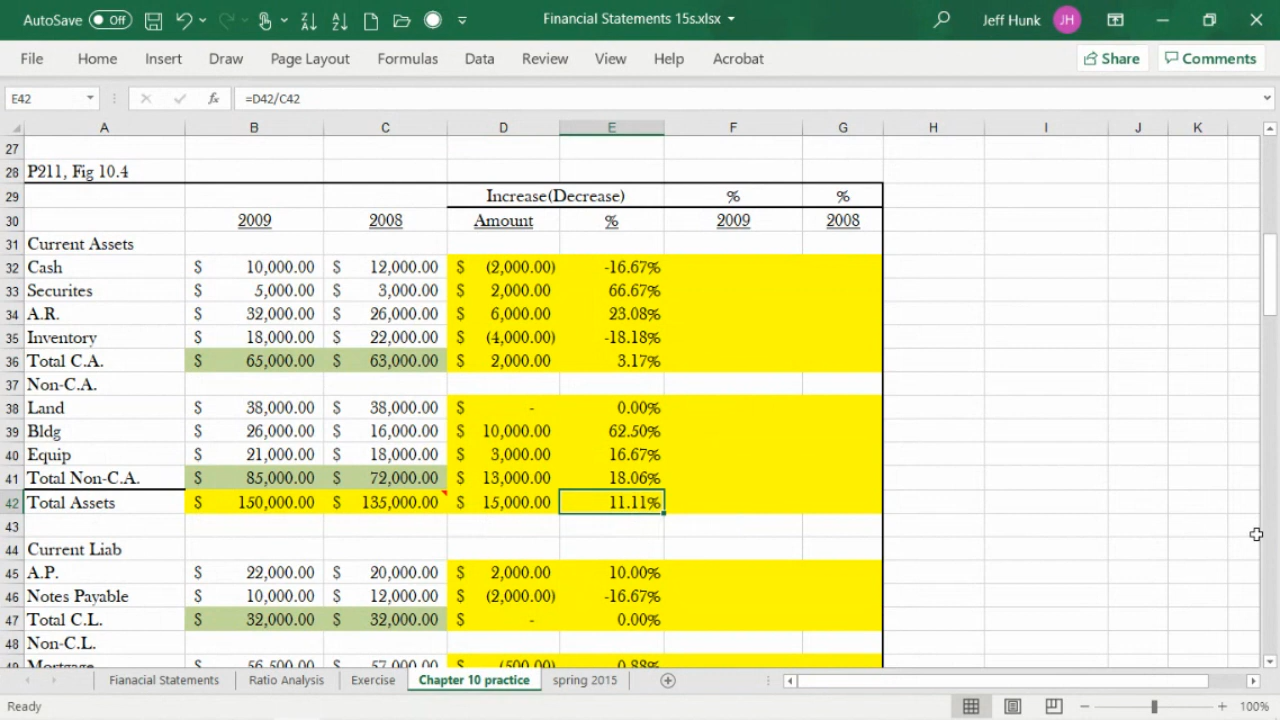 AutoSave Off Financial Statements 15s.xlsx Jeff Hunk JH
File Home Insert Draw Page Layout Formulas Data Review View Help Acrobat Share Comments
E42 fx =D42/C42
A B C D E F G H I J K
27
28 P211, Fig 10.4
29 Increase(Decrease) % %
30 2009 2008 Amount % 2009 2008
31 Current Assets
32 Cash $ 10,000.00 $ 12,000.00 $ (2,000.00) -16.67%
33 Securites $ 5,000.00 $ 3,000.00 $ 2,000.00 66.67%
34 A.R. $ 32,000.00 $ 26,000.00 $ 6,000.00 23.08%
35 Inventory $ 18,000.00 $ 22,000.00 $ (4,000.00) -18.18%
36 Total C.A. $ 65,000.00 $ 63,000.00 $ 2,000.00 3.17%
37 Non-C.A.
38 Land $ 38,000.00 $ 38,000.00 $ - 0.00%
39 Bldg $ 26,000.00 $ 16,000.00 $ 10,000.00 62.50%
40 Equip $ 21,000.00 $ 18,000.00 $ 3,000.00 16.67%
41 Total Non-C.A. $ 85,000.00 $ 72,000.00 $ 13,000.00 18.06%
42 Total Assets $ 150,000.00 $ 135,000.00 $ 15,000.00 11.11%
43
44 Current Liab
45 A.P. $ 22,000.00 $ 20,000.00 $ 2,000.00 10.00%
46 Notes Payable $ 10,000.00 $ 12,000.00 $ (2,000.00) -16.67%
47 Total C.L. $ 32,000.00 $ 32,000.00 $ - 0.00%
48 Non-C.L.
49 Mortgage $ 56,500.00 $ 57,000.00 $ (500.00)
Fianacial Statements Ratio Analysis Exercise Chapter 10 practice spring 2015
Ready 100%